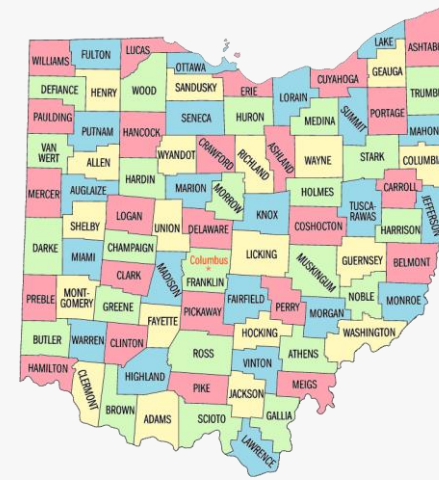 LAKE
ASHTAB
WILLIAMS
FULTON
LUCAS
OTTAWA
GEAUGA
CUYAHOGA
DEFIANCE
HENRY
WOOD
SANDUSKY
ERIE
LORAIN
TRUMBU
PAULDING
PUTNAM
HANCOCK
SENECA
HURON
MEDINA
SUMMIT
PORTAGE
MAHON
VAN
WERT
ALLEN
WYANDOT
CRAWFORD
RICHLAND
ASHLAND
WAYNE
STARK
COLUMB
MERCER
AUGLAIZE
HARDIN
MARION
MORROW
HOLMES
CARROLL
JEFFERSON
LOGAN
UNION
DELAWARE
KNOX
COSHOCTON
TUSCA-
RAWAS
HARRISON
DARKE
SHELBY
CHAMPAIGN
LICKING
MUSKINGUM
GUERNSEY
BELMONT
MIAMI
CLARK
MADISON
Columbus
FRANKLIN
PREBLE
MONT-
GOMERY
GREENE
PICKAWAY
FAIRFIELD
PERRY
MORGAN
NOBLE
MONROE
FAYETTE
HOCKING
WASHINGTON
BUTLER
WARREN
CLINTON
ROSS
VINTON
ATHENS
HAMILTON
CLERMONT
HIGHLAND
PIKE
JACKSON
MEIGS
BROWN
ADAMS
SCIOTO
GALLIA
LAWRENCE